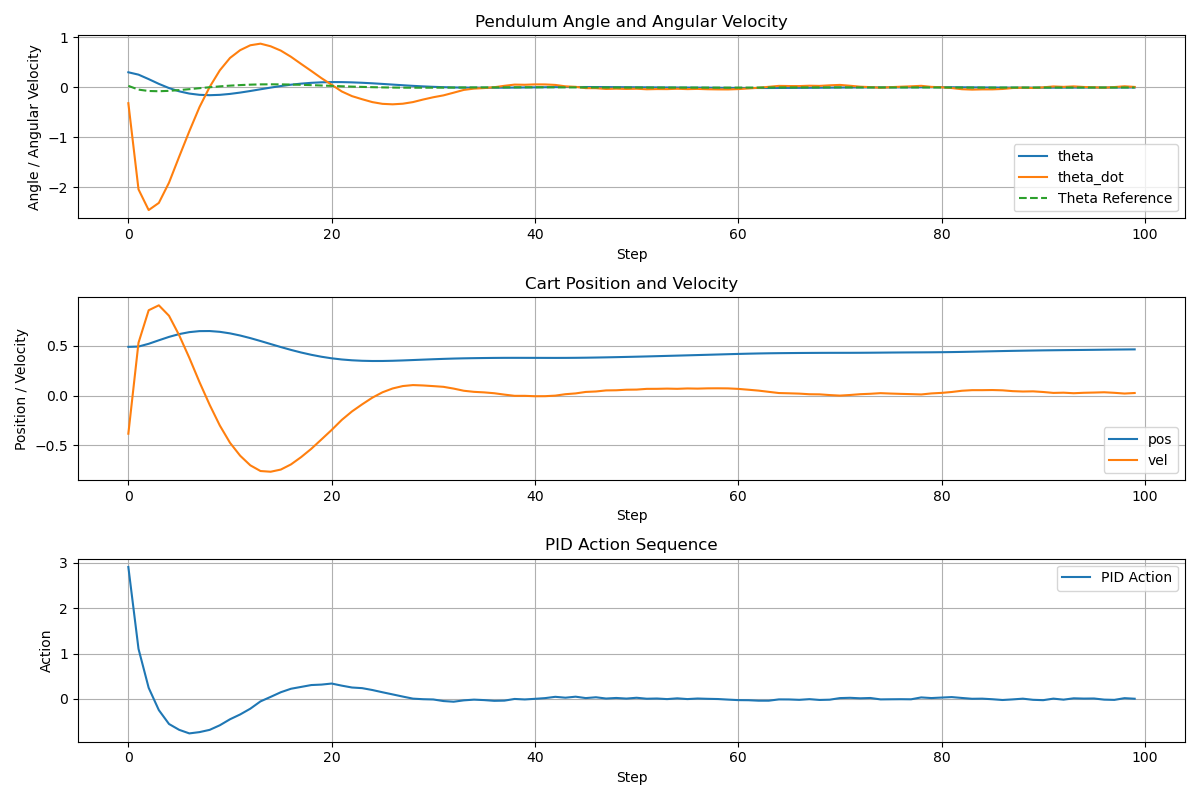 Pendulum Angle and Angular Velocity
Angle / Angular Velocity
1
0
−1
−2
theta
theta_dot
Theta Reference
0 20 40 60 80 100
Step
Cart Position and Velocity
Position / Velocity
0.5
0.0
−0.5
pos
vel
0 20 40 60 80 100
Step
PID Action Sequence
Action
3
2
1
0
PID Action
0 20 40 60 80 100
Step